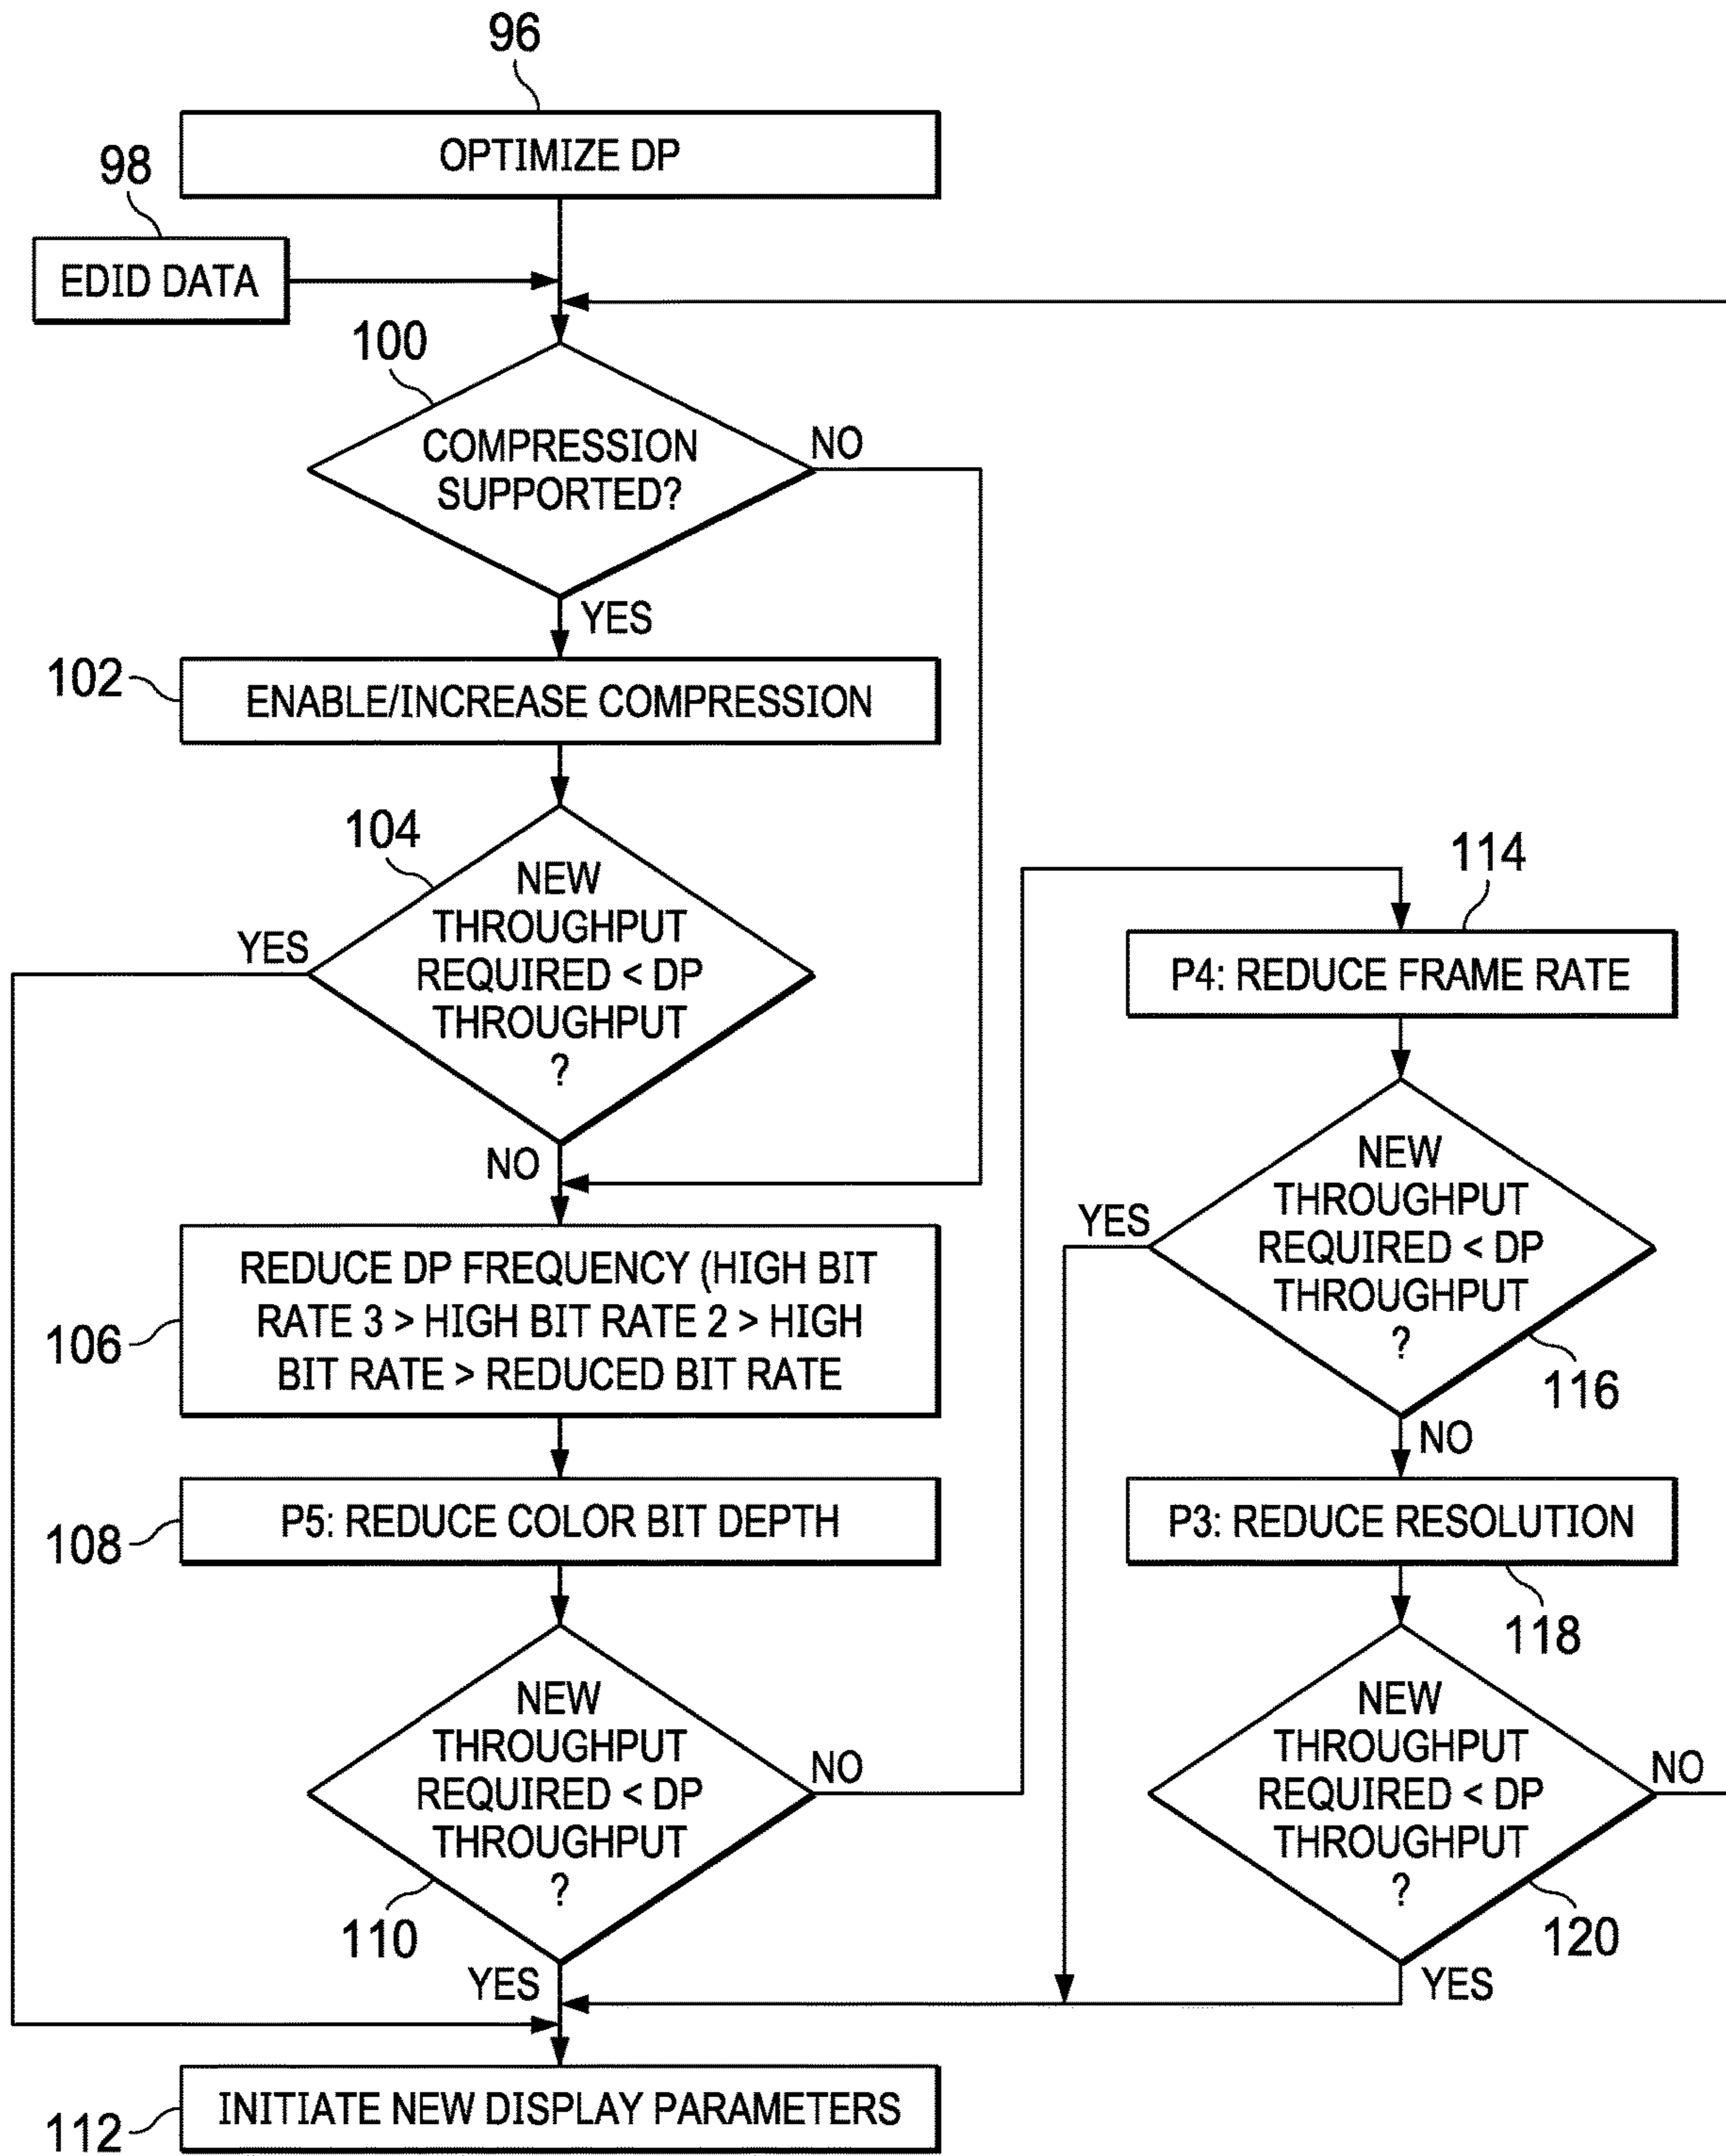 96
OPTIMIZE DP
98
EDID DATA
100
COMPRESSION
SUPPORTED?
NO
YES
102
ENABLE/INCREASE COMPRESSION
104
NEW
THROUGHPUT
REQUIRED < DP
THROUGHPUT
?
YES
NO
106
REDUCE DP FREQUENCY (HIGH BIT
RATE 3 > HIGH BIT RATE 2 > HIGH
BIT RATE > REDUCED BIT RATE
108
P5: REDUCE COLOR BIT DEPTH
NEW
THROUGHPUT
REQUIRED < DP
THROUGHPUT
?
NO
110
YES
112
INITIATE NEW DISPLAY PARAMETERS
114
P4: REDUCE FRAME RATE
NEW
THROUGHPUT
REQUIRED < DP
THROUGHPUT
?
YES
116
NO
P3: REDUCE RESOLUTION
118
NEW
THROUGHPUT
REQUIRED < DP
THROUGHPUT
?
NO
120
YES